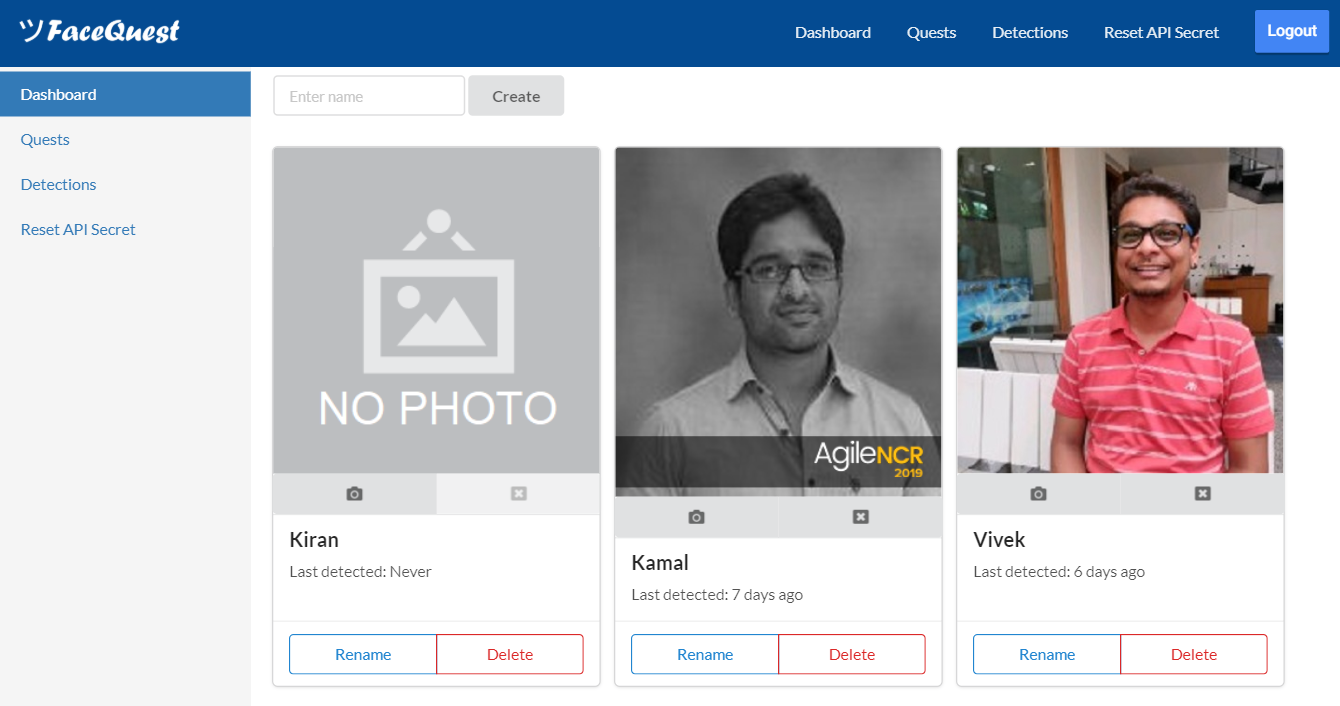 ツ FaceQuest
Dashboard Quests Detections Reset API Secret Logout
Dashboard
Quests
Detections
Reset API Secret
Enter name Create
NO PHOTO
AgileNCR
2019
Kiran
Last detected: Never
Rename Delete
Kamal
Last detected: 7 days ago
Rename Delete
Vivek
Last detected: 6 days ago
Rename Delete